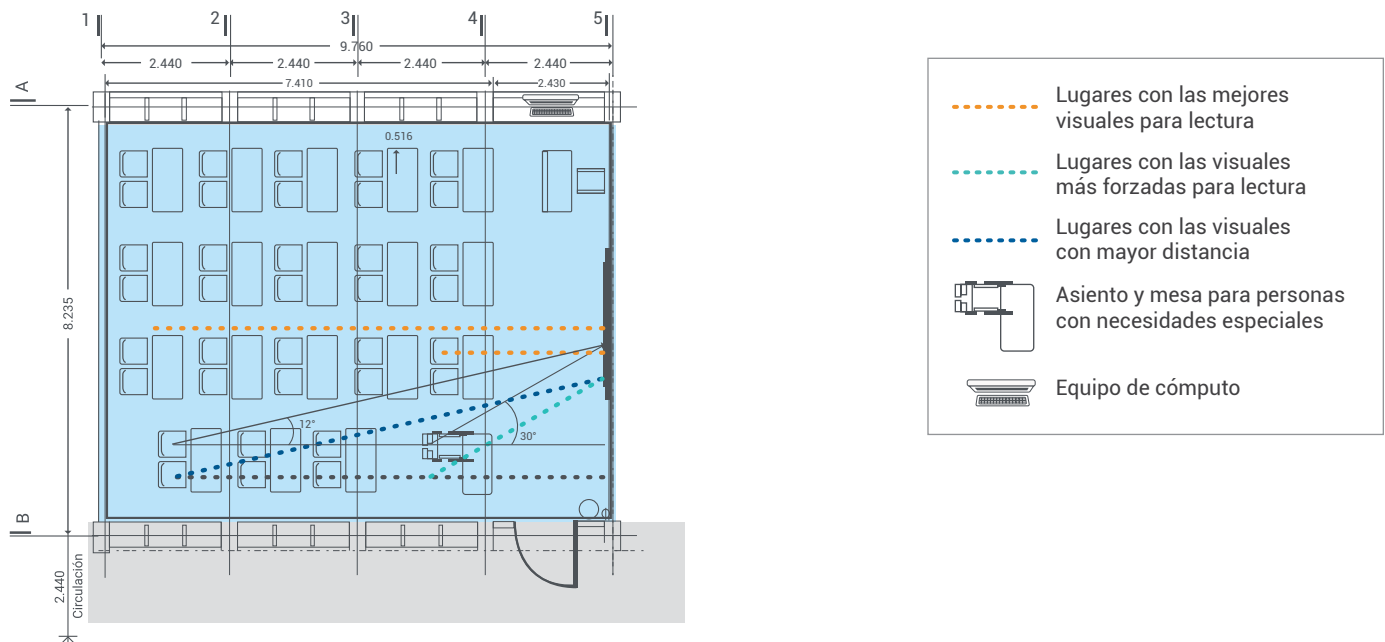 1
2
3
4
5
9.760
2.440
2.440
2.440
2.440
7.410
2.430
A
0.516
8.235
12°
30°
B
2.440
Circulación
Lugares con las mejores
visuales para lectura
Lugares con las visuales
más forzadas para lectura
Lugares con las visuales
con mayor distancia
Asiento y mesa para personas
con necesidades especiales
Equipo de cómputo